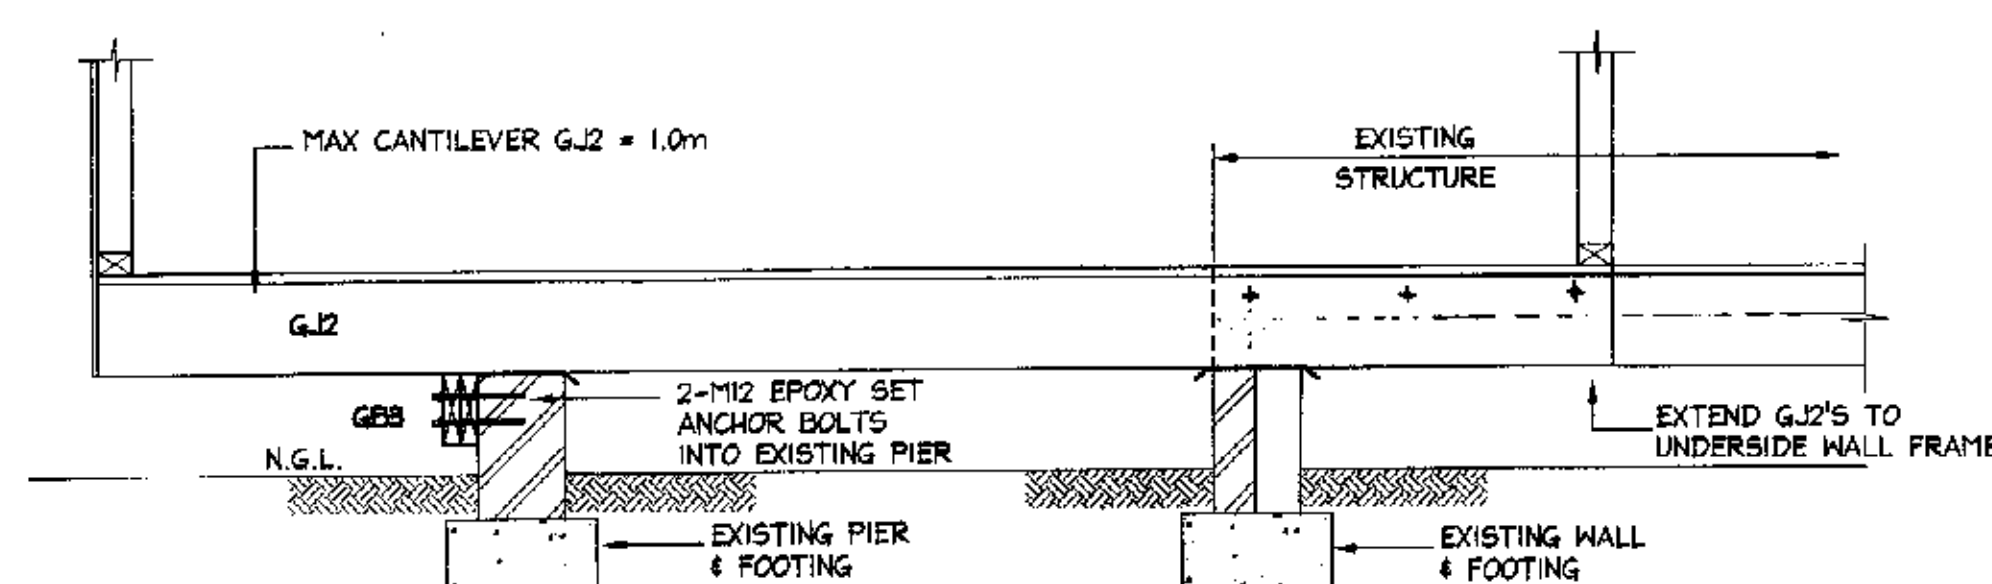 MAX CANTILEVER GJ2 = 1.0m
EXISTING
STRUCTURE
GJ2
GB3
2-M12 EPOXY SET
ANCHOR BOLTS
INTO EXISTING PIER
EXTEND GJ2'S TO
UNDERSIDE WALL FRAME
N.G.L.
EXISTING PIER
& FOOTING
EXISTING WALL
& FOOTING